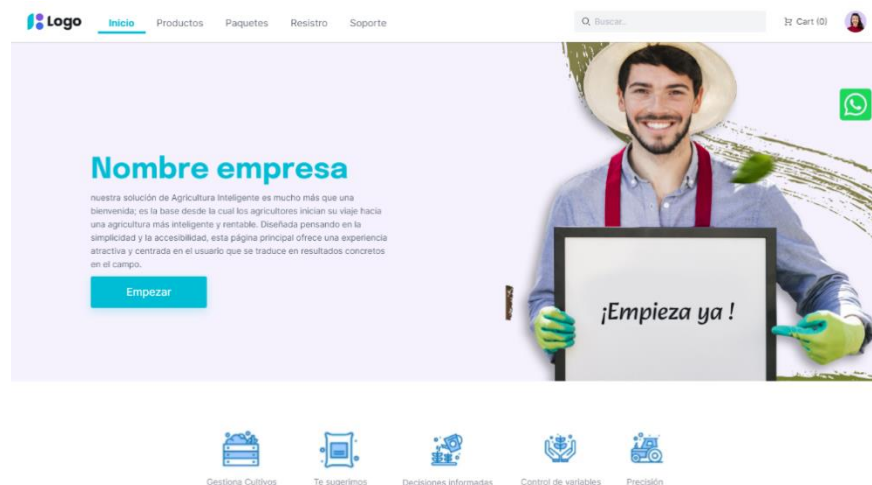 Logo
Inicio
Productos
Paquetes
Resistro
Soporte
Buscar..
Cart (0)
Nombre empresa
nuestra solución de Agricultura Inteligente es mucho más que una
bienvenida; es la base desde la cual los agricultores inician su viaje hacia
una agricultura más inteligente y rentable. Diseñada pensando en la
simplicidad y la accesibilidad, esta página principal ofrece una experiencia
atractiva y centrada en el usuario que se traduce en resultados concretos
en el campo.
Empezar
¡Empieza ya !
Gestiona Cultivos
Te sugerimos
Decisiones informadas
Control de variables
Precisión